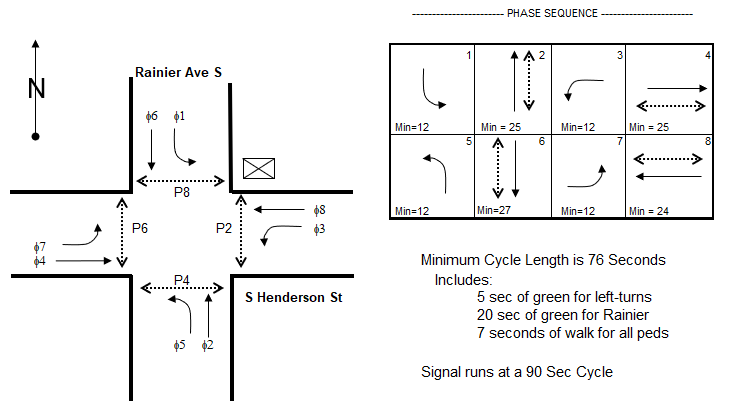 ------------------------ PHASE SEQUENCE ------------------------
N
Rainier Ave S
ϕ6 ϕ1
P8
P6
P2
ϕ8
ϕ3
ϕ7
ϕ4
P4
S Henderson St
ϕ5 ϕ2
1
Min=12
2
Min = 25
3
Min=12
4
Min = 25
5
Min=12
6
Min=27
7
Min=12
8
Min = 24
Minimum Cycle Length is 76 Seconds
Includes:
5 sec of green for left-turns
20 sec of green for Rainier
7 seconds of walk for all peds
Signal runs at a 90 Sec Cycle